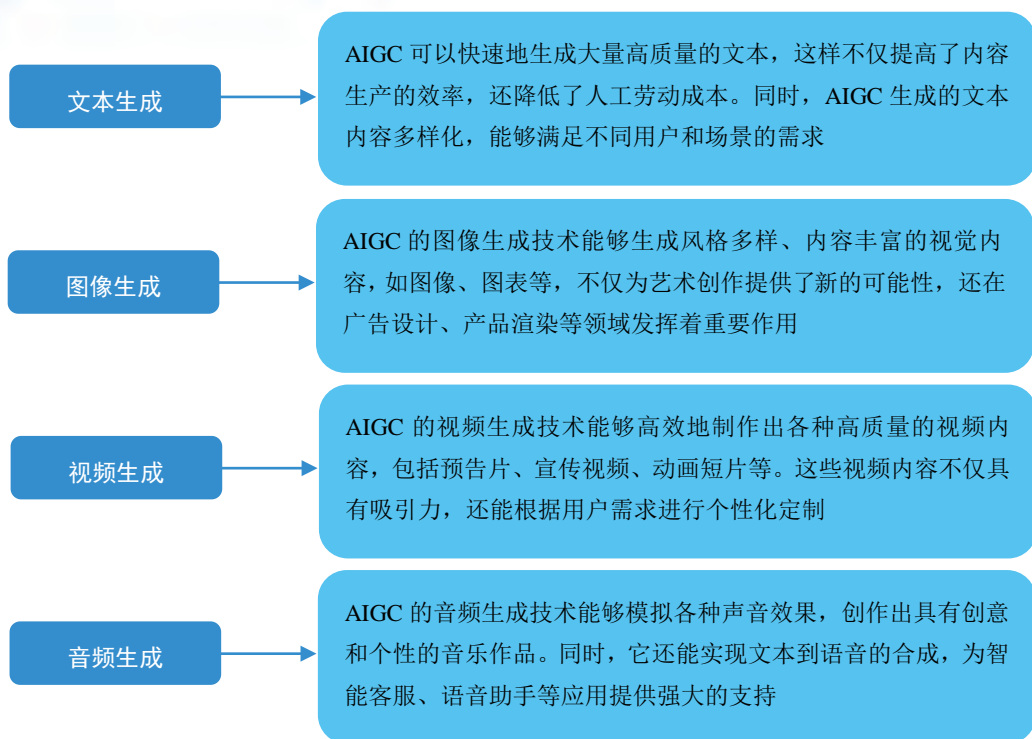 文本生成
AIGC 可以快速地生成大量高质量的文本，这样不仅提高了内容
生产的效率，还降低了人工劳动成本。同时，AIGC 生成的文本
内容多样化，能够满足不同用户和场景的需求
图像生成
AIGC 的图像生成技术能够生成风格多样、内容丰富的视觉内
容，如图像、图表等，不仅为艺术创作提供了新的可能性，还在
广告设计、产品渲染等领域发挥着重要作用
视频生成
AIGC 的视频生成技术能够高效地制作出各种高质量的视频内
容，包括预告片、宣传视频、动画短片等。这些视频内容不仅具
有吸引力，还能根据用户需求进行个性化定制
音频生成
AIGC 的音频生成技术能够模拟各种声音效果，创作出具有创意
和个性的音乐作品。同时，它还能实现文本到语音的合成，为智
能客服、语音助手等应用提供强大的支持